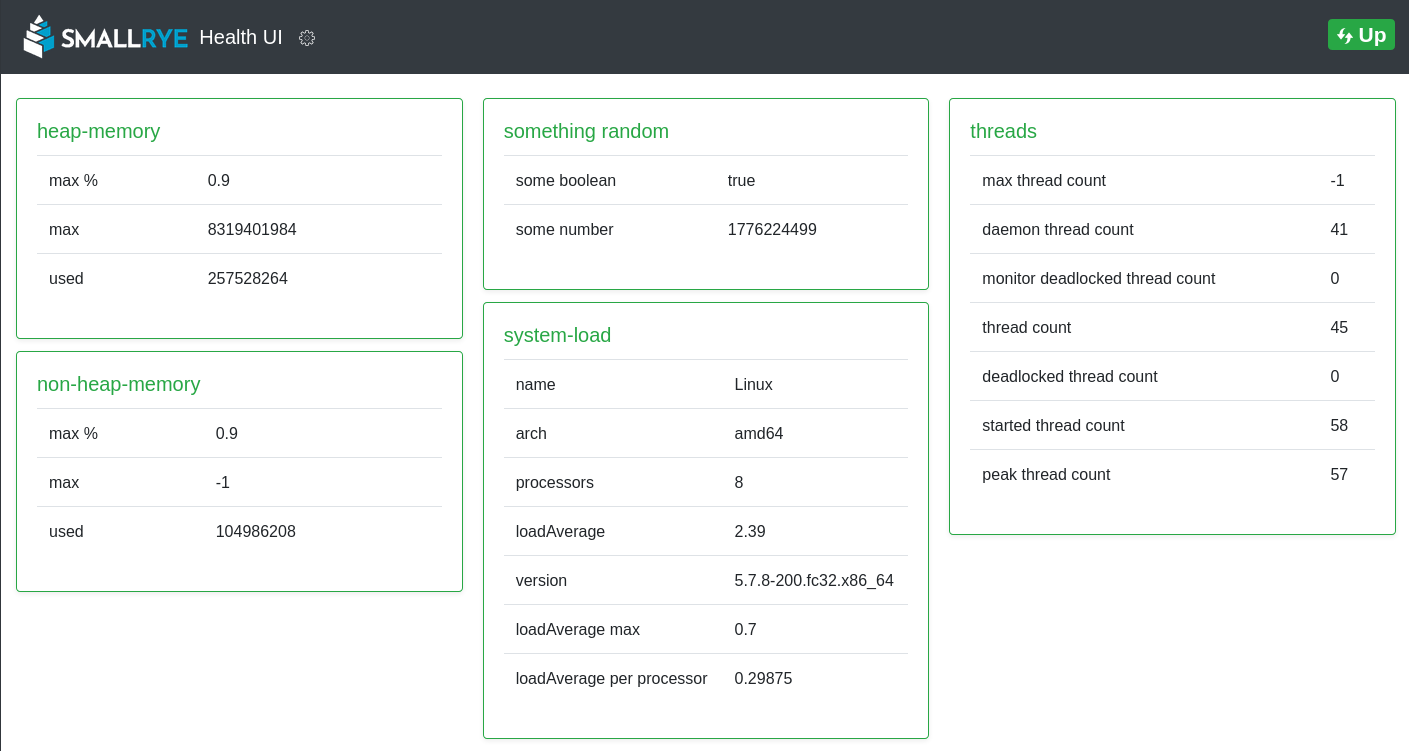 SMALLRYE Health UI
Up
heap-memory
max % 0.9
max 8319401984
used 257528264
non-heap-memory
max % 0.9
max -1
used 104986208
something random
some boolean true
some number 1776224499
system-load
name Linux
arch amd64
processors 8
loadAverage 2.39
version 5.7.8-200.fc32.x86_64
loadAverage max 0.7
loadAverage per processor 0.29875
threads
max thread count -1
daemon thread count 41
monitor deadlocked thread count 0
thread count 45
deadlocked thread count 0
started thread count 58
peak thread count 57